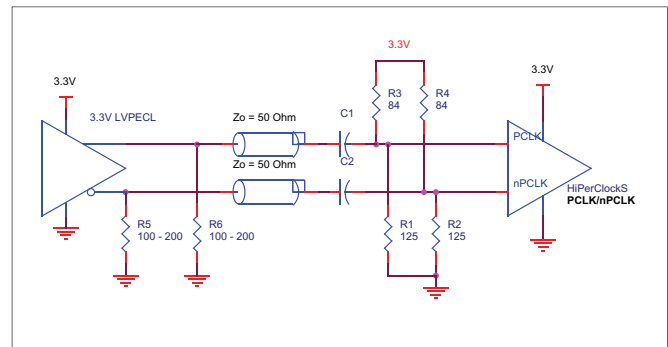 3.3V
3.3V
3.3V
3.3V LVPECL
R3
84
R4
84
Zo = 50 Ohm
C1
Zo = 50 Ohm
C2
PCLK
nPCLK
HiPerClockS
PCLK/nPCLK
R5
100 - 200
R6
100 - 200
R1
125
R2
125